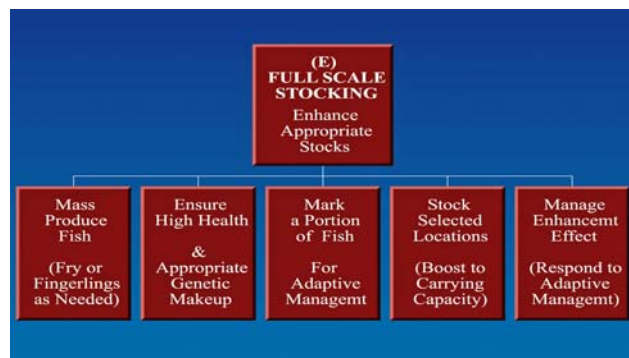 (E)
FULL SCALE
STOCKING
Enhance
Appropriate
Stocks
Mass
Produce
Fish
(Fry or
Fingerlings
as Needed)
Ensure
High Health
&
Appropriate
Genetic
Makeup
Mark
a Portion
of Fish
For
Adaptive
Managemt
Stock
Selected
Locations
(Boost to
Carrying
Capacity)
Manage
Enhancemt
Effect
(Respond to
Adaptive
Managemt)